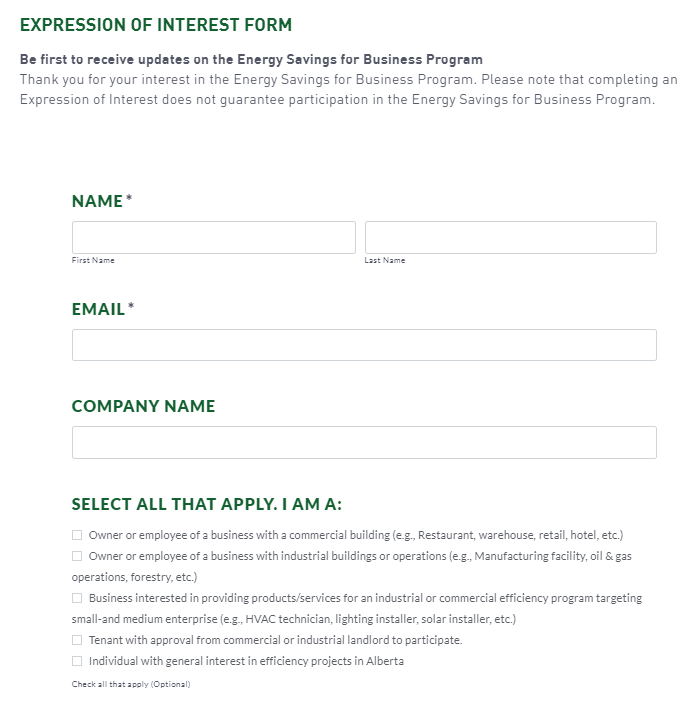 EXPRESSION OF INTEREST FORM
Be first to receive updates on the Energy Savings for Business Program
Thank you for your interest in the Energy Savings for Business Program. Please note that completing an
Expression of Interest does not guarantee participation in the Energy Savings for Business Program.
NAME *
First Name Last Name
EMAIL *
COMPANY NAME
SELECT ALL THAT APPLY. I AM A:
Owner or employee of a business with a commercial building (e.g., Restaurant, warehouse, retail, hotel, etc.)
Owner or employee of a business with industrial buildings or operations (e.g., Manufacturing facility, oil & gas
operations, forestry, etc.)
Business interested in providing products/services for an industrial or commercial efficiency program targeting
small-and medium enterprise (e.g., HVAC technician, lighting installer, solar installer, etc.)
Tenant with approval from commercial or industrial landlord to participate.
Individual with general interest in efficiency projects in Alberta
Check all that apply (Optional)